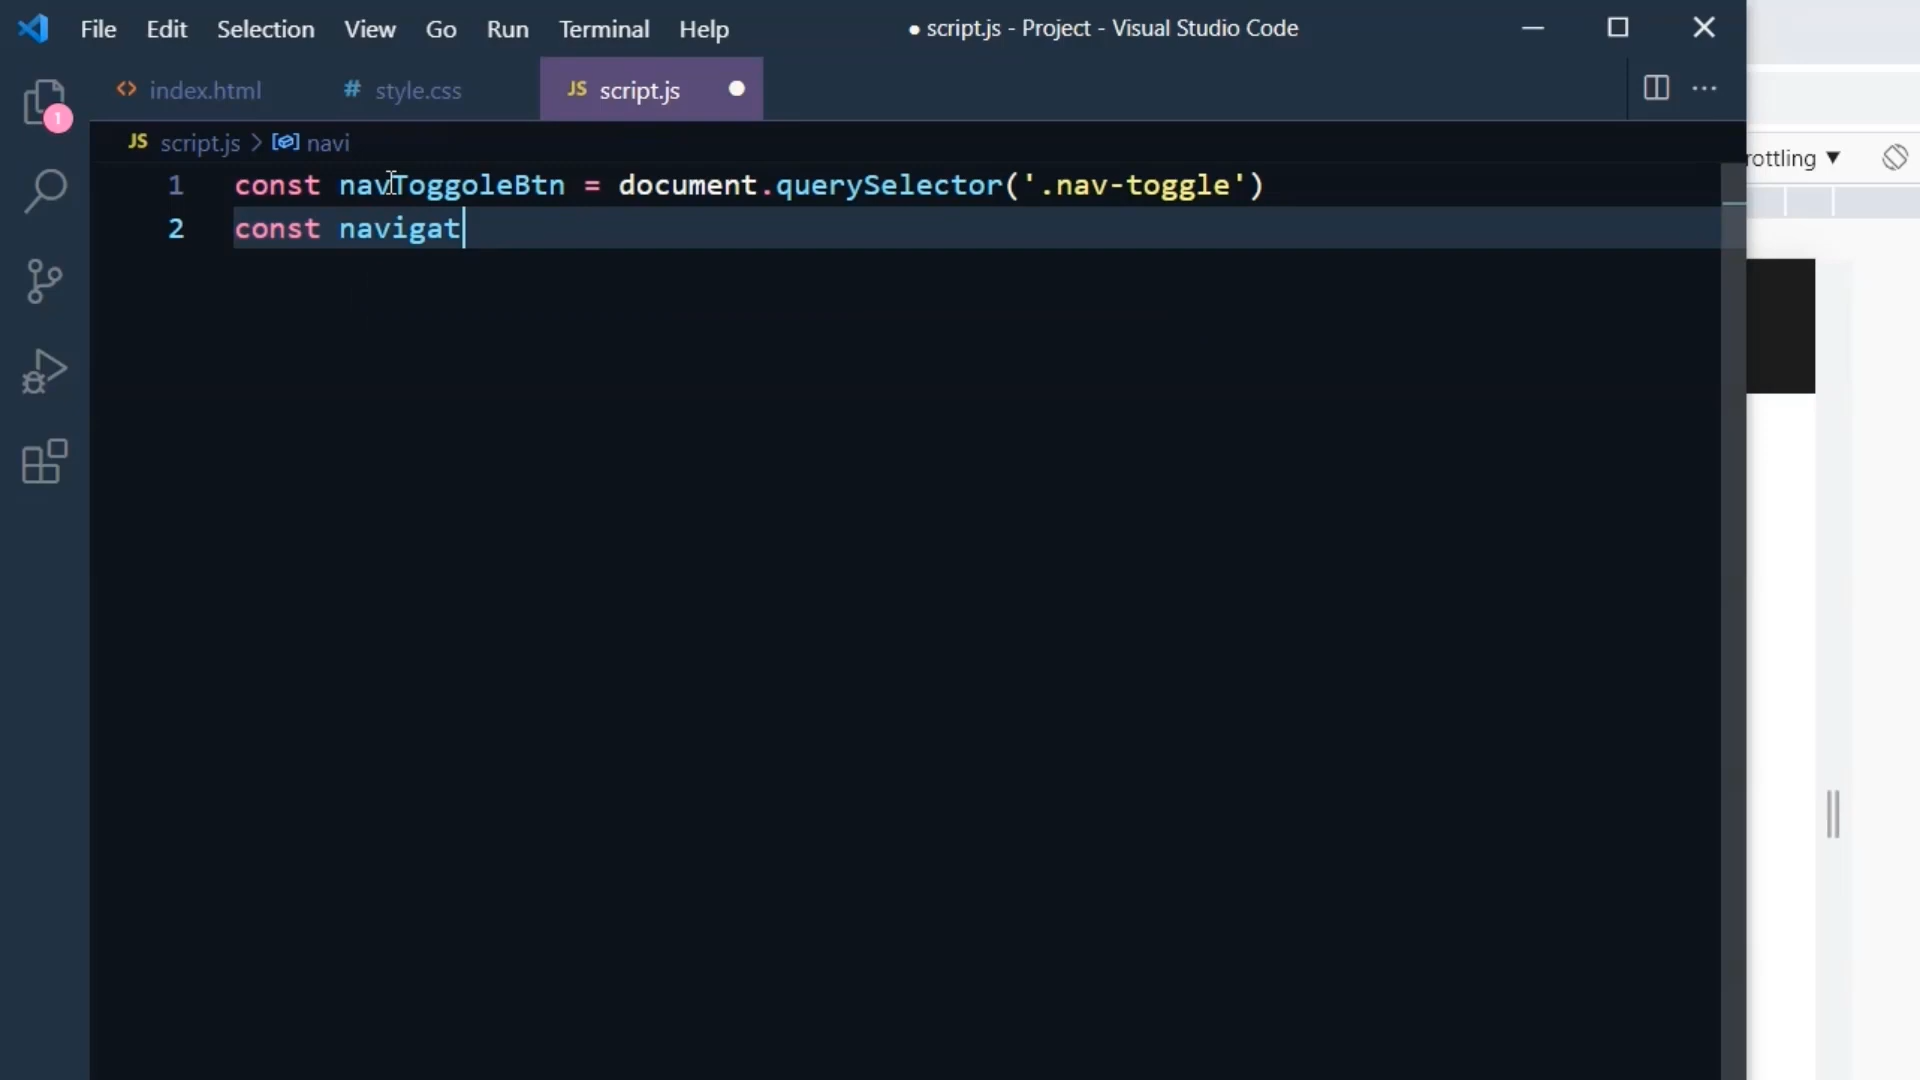 File Edit Selection View Go Run Terminal Help ● script.js - Project - Visual Studio Code
index.html # style.css JS script.js
1
JS script.js > navi
rottling ▼
1 const navToggoleBtn = document.querySelector('.nav-toggle')
2 const navigat